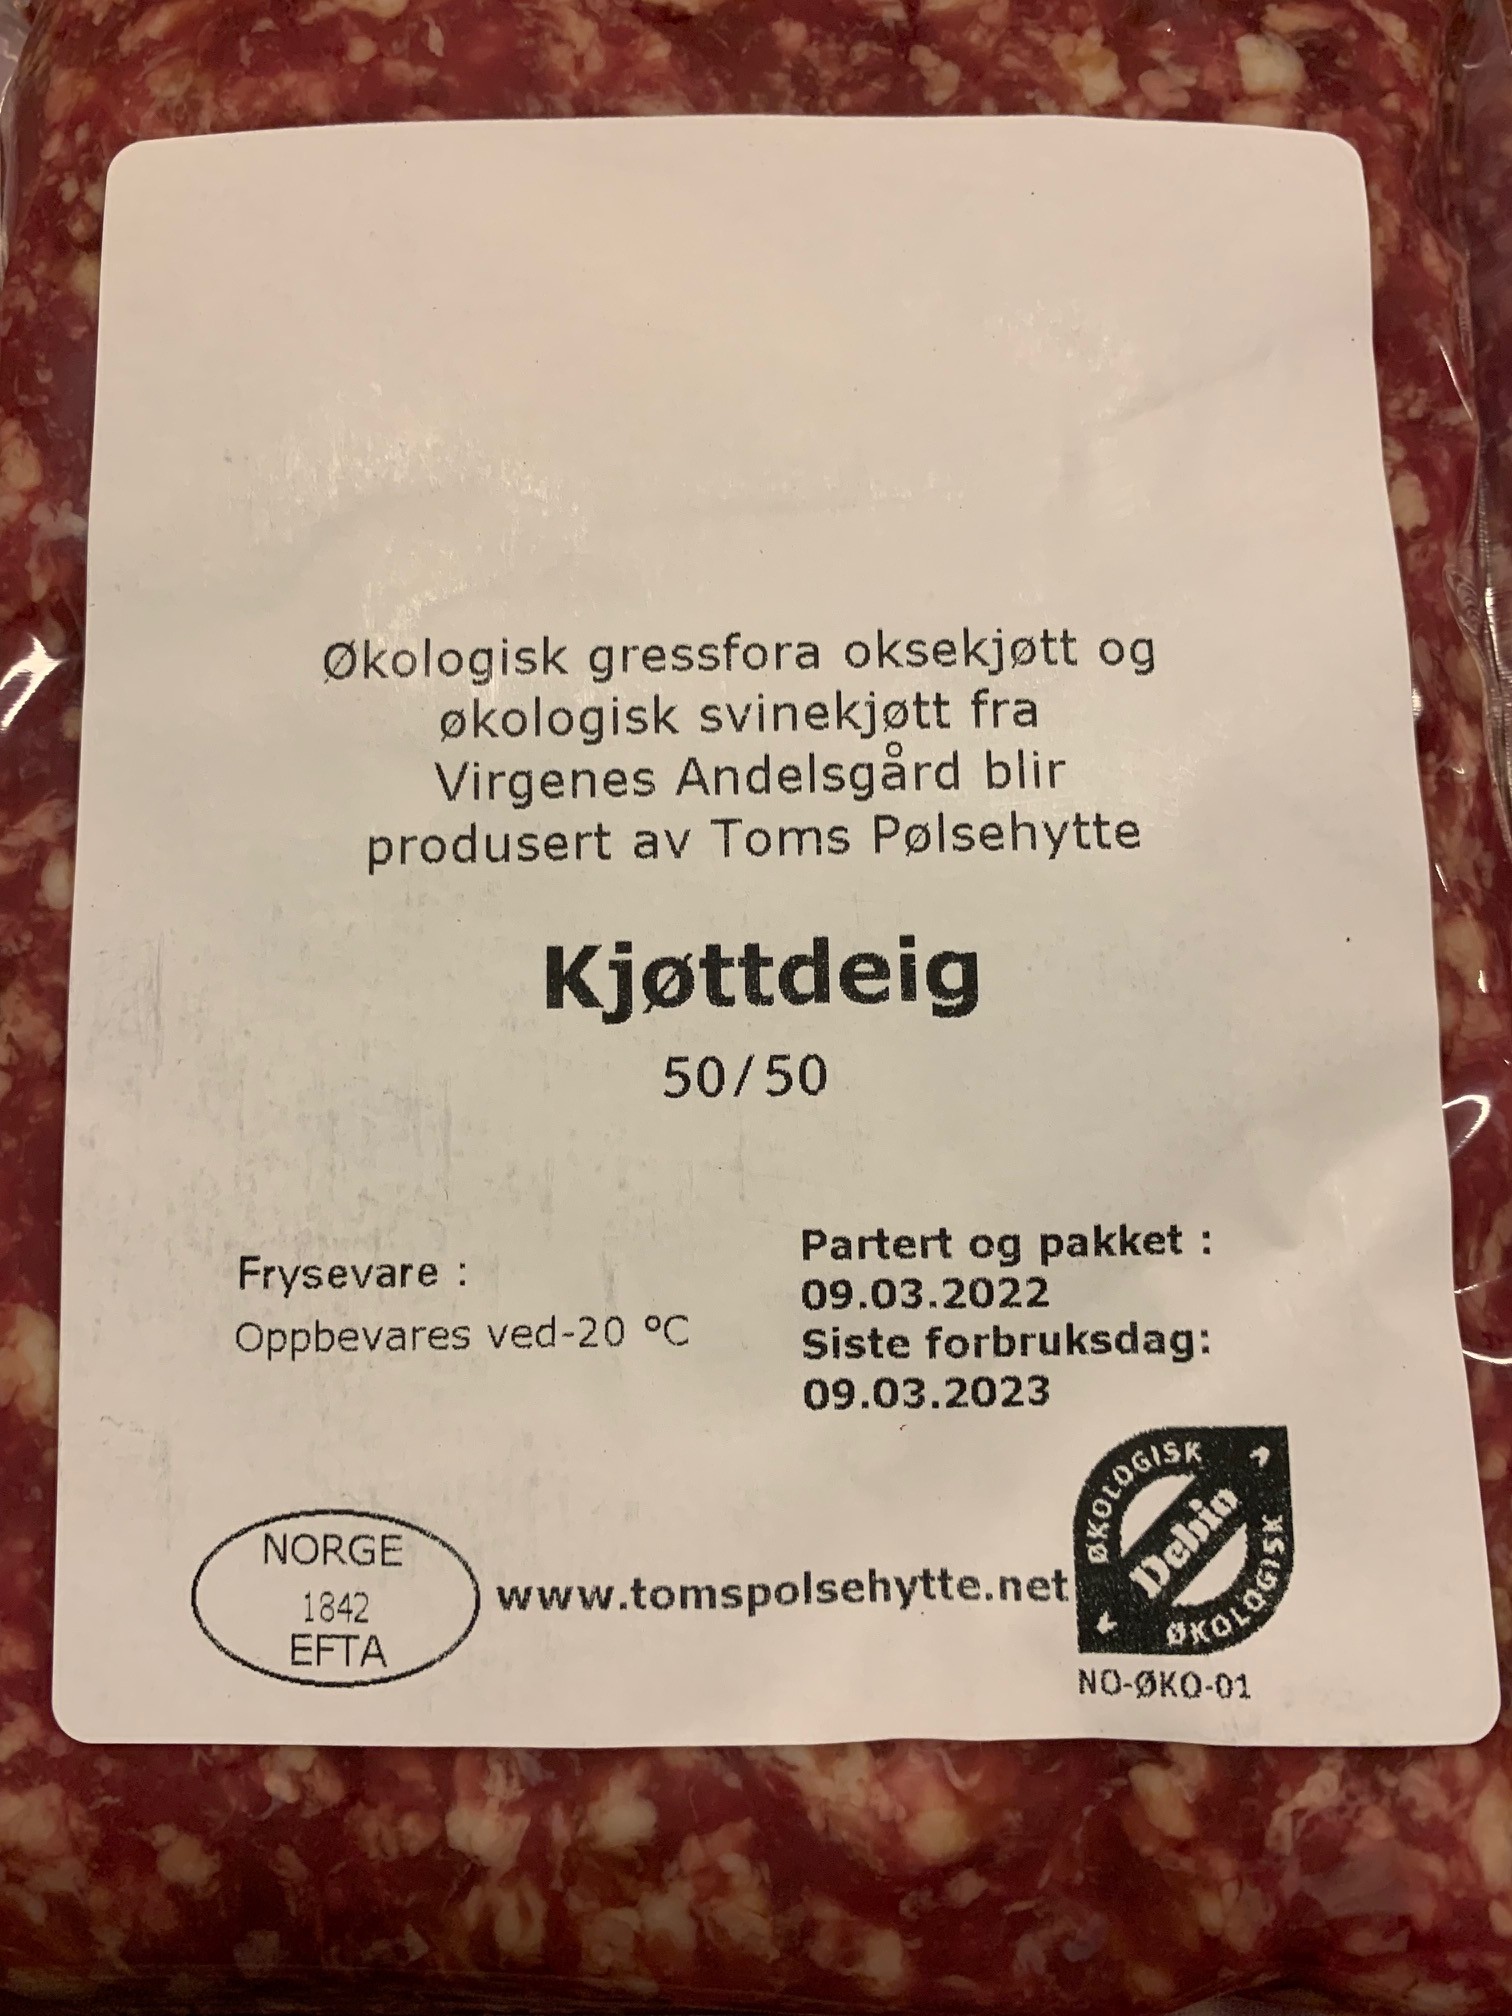 Økologisk gressfora oksekjøtt og
økologisk svinekjøtt fra
Virgenes Andelsgård blir
produsert av Toms Pølsehytte
Kjøttdeig
50/50
Frysevare :
Oppbevares ved-20 °C
Partert og pakket :
09.03.2022
Siste forbruksdag:
09.03.2023
NORGE
1842
EFTA
www.tomspolsehytte.net
ØKOLOGISK
Debio
ØKOLOGISK
NO-ØKO-01